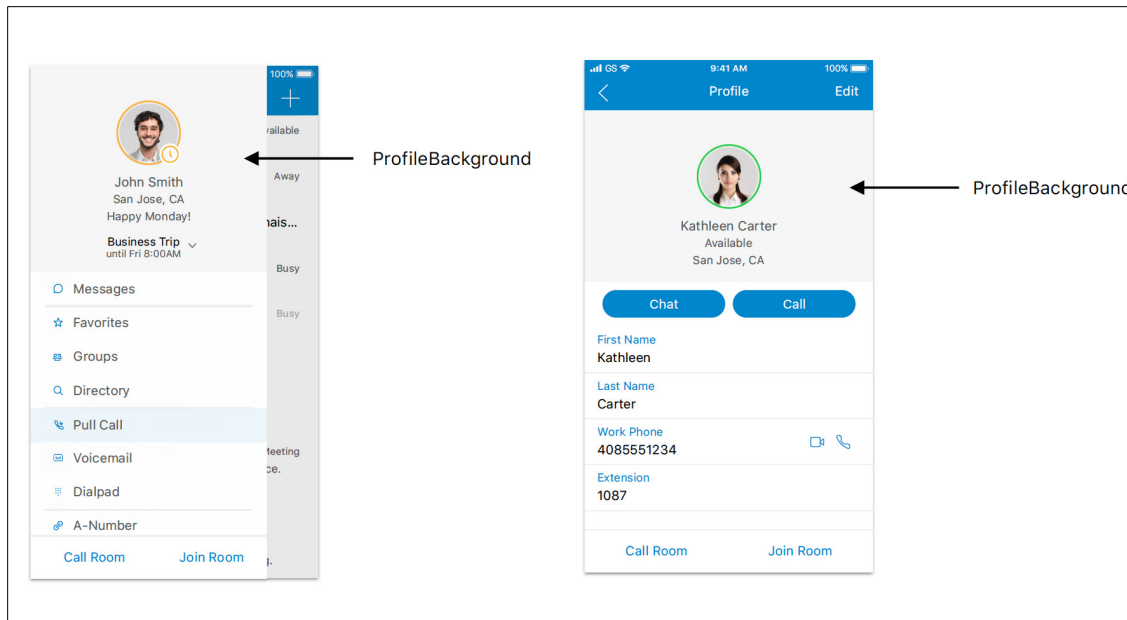 100%
vailable
John Smith
San Jose, CA
Happy Monday!
Business Trip
until Fri 8:00AM
Away
nais...
Busy
Busy
Messages
Favorites
Groups
Directory
Pull Call
Voicemail
Dialpad
A-Number
Meeting
ce.
Call Room Join Room
g.
ProfileBackground
GS 9:41 AM 100%
Profile Edit
Kathleen Carter
Available
San Jose, CA
Chat Call
First Name
Kathleen
Last Name
Carter
Work Phone
4085551234
Extension
1087
Call Room Join Room
ProfileBackground